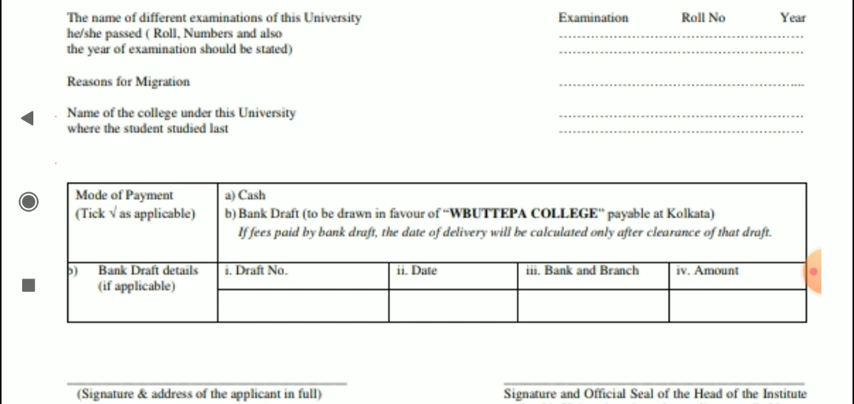 The name of different examinations of this University Examination Roll No Year
he/she passed ( Roll, Numbers and also
the year of examination should be stated)
Reasons for Migration
Name of the college under this University
where the student studied last
Mode of Payment
(Tick √ as applicable)
a) Cash
b) Bank Draft (to be drawn in favour of “WBUTTEPA COLLEGE” payable at Kolkata)
If fees paid by bank draft, the date of delivery will be calculated only after clearance of that draft.
b) Bank Draft details
(if applicable)
i. Draft No. ii. Date iii. Bank and Branch iv. Amount
(Signature & address of the applicant in full) Signature and Official Seal of the Head of the Institute